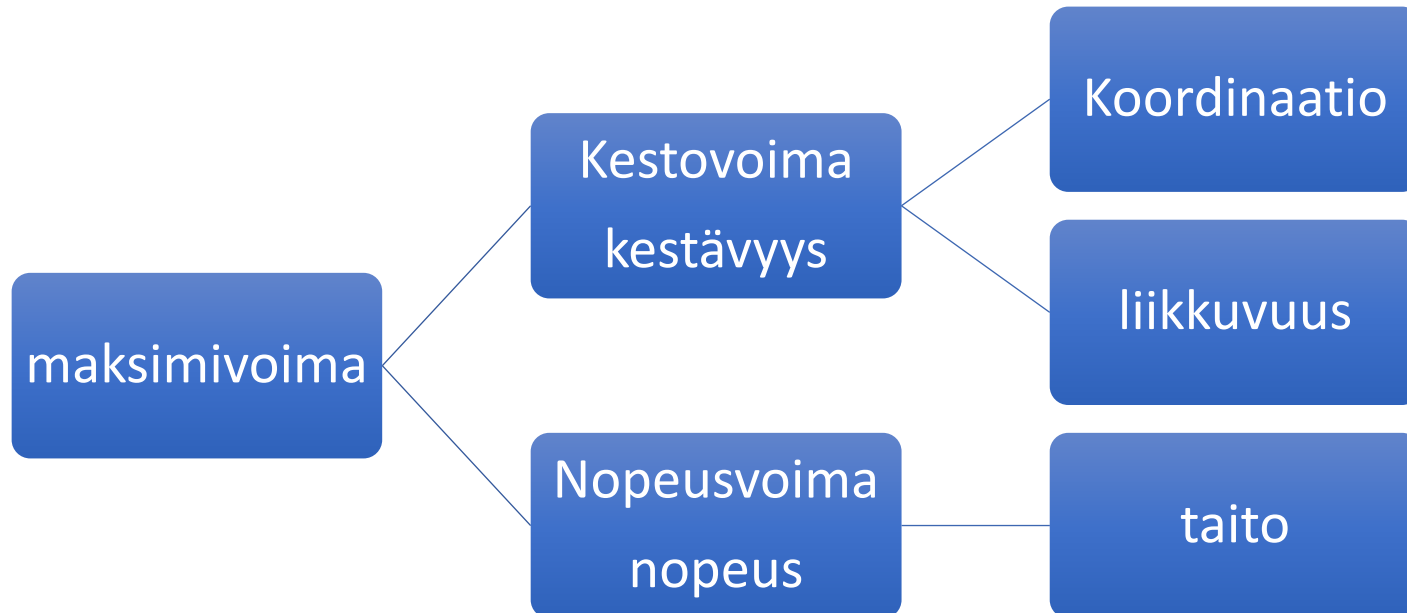 maksimivoima
Kestovoima
kestävyys
Koordinaatio
liikkuvuus
Nopeusvoima
nopeus
taito